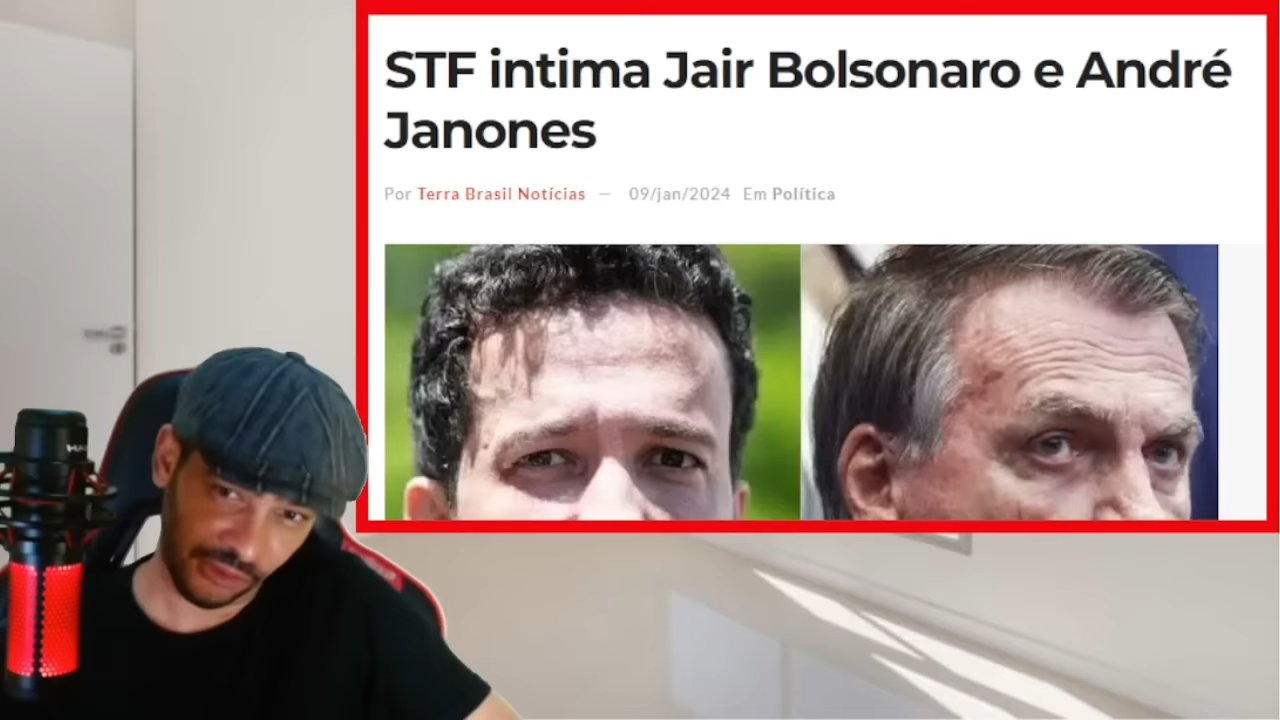 STF intima Jair Bolsonaro e André
Janones
Por Terra Brasil Notícias — 09/jan/2024 Em Política